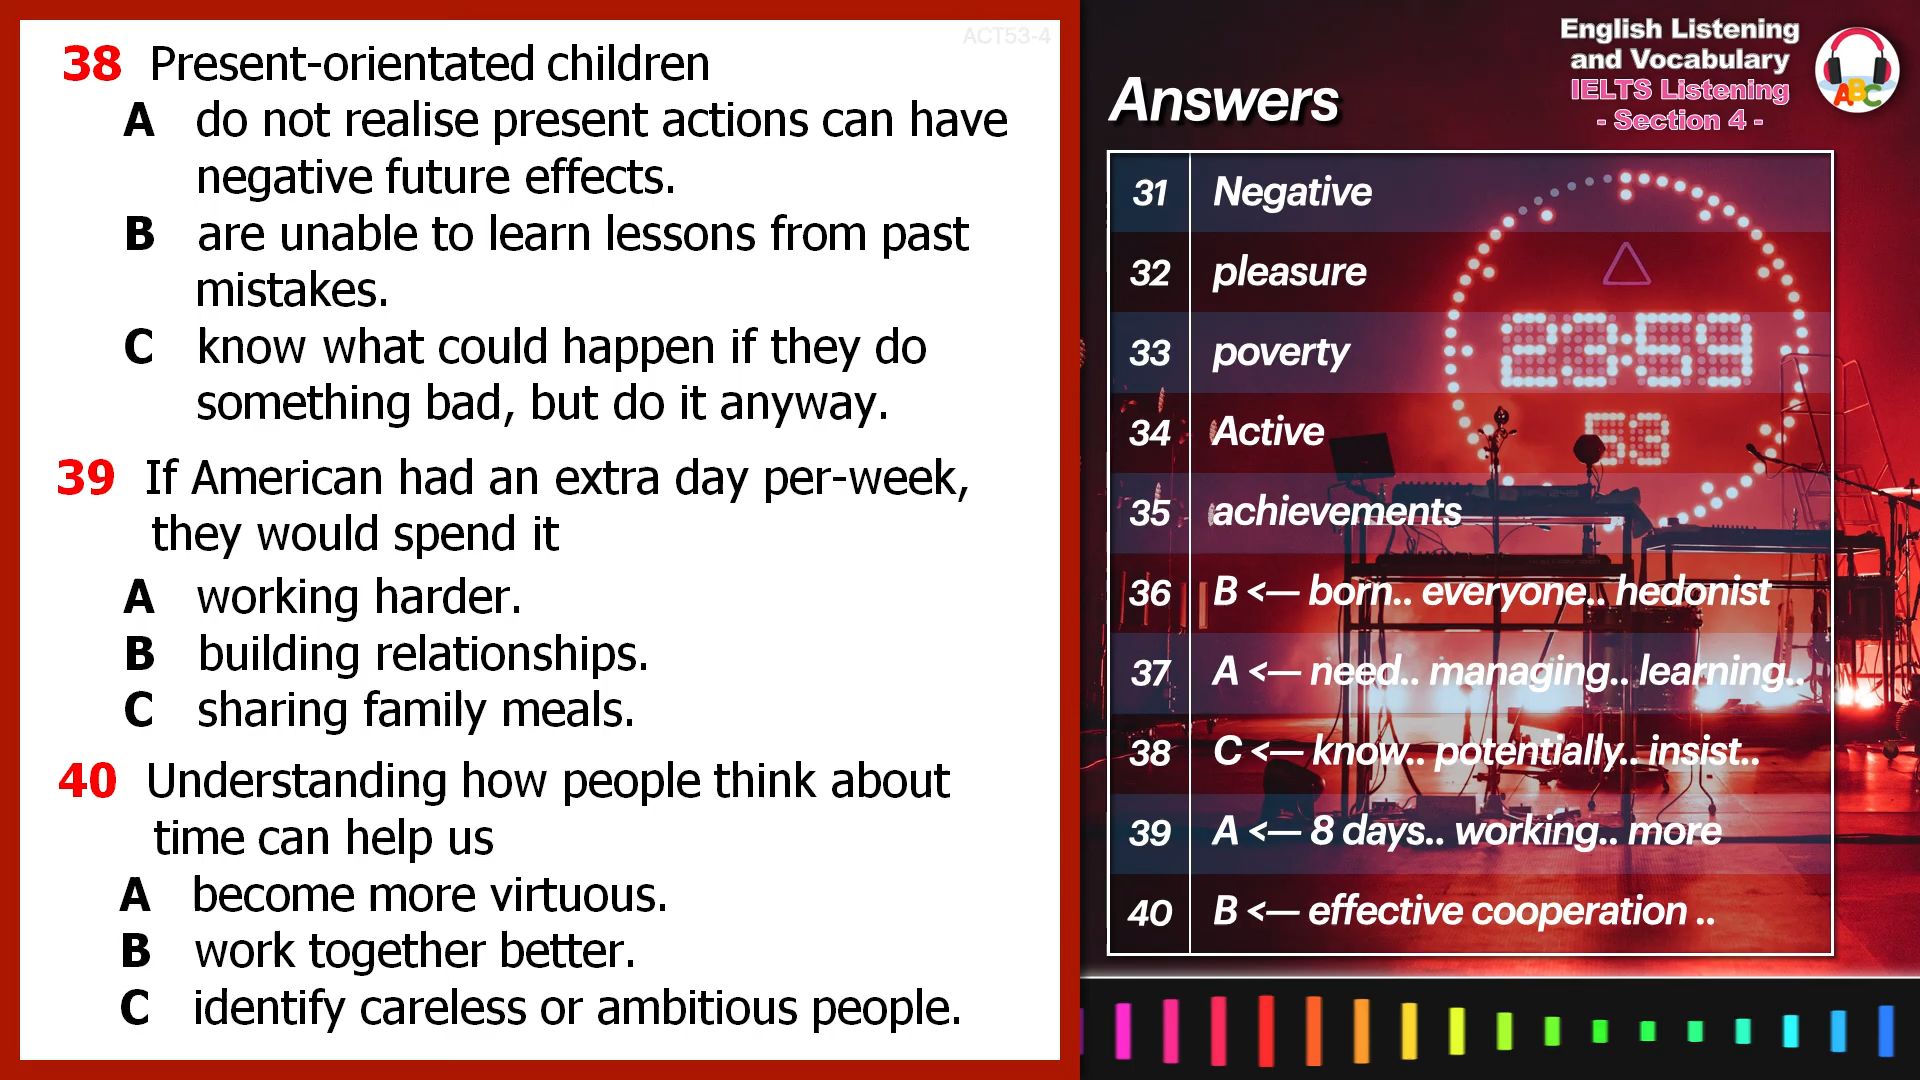 ACT53-4
38 Present-orientated children
A do not realise present actions can have
negative future effects.
B are unable to learn lessons from past
mistakes.
C know what could happen if they do
something bad, but do it anyway.
39 If American had an extra day per-week,
they would spend it
A working harder.
B building relationships.
C sharing family meals.
40 Understanding how people think about
time can help us
A become more virtuous.
B work together better.
C identify careless or ambitious people.
English Listening
and Vocabulary
IELTS Listening
- Section 4 -
ABC
Answers
31 Negative
32 pleasure
33 poverty
34 Active
35 achievements
36 B <— born.. everyone.. hedonist
37 A <— need.. managing.. learning..
38 C <— know.. potentially.. insist..
39 A <— 8 days.. working.. more
40 B <— effective cooperation ..
23:59
53